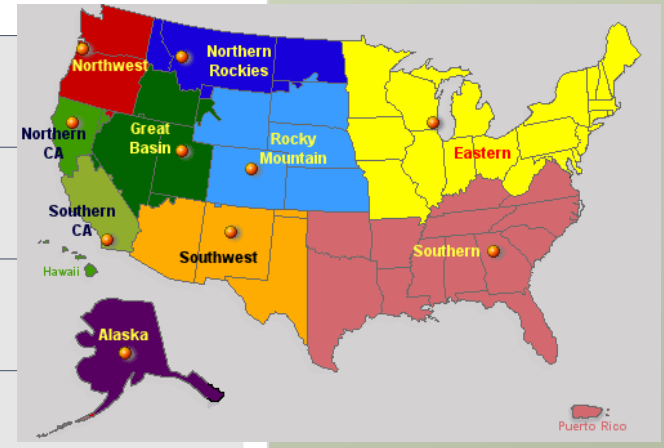 Northern
Rockies
Northwest
Northern
CA
Great
Basin
Rocky
Mountain
Eastern
Southern
CA
Southwest
Southern
Hawaii
Alaska
Puerto Rico